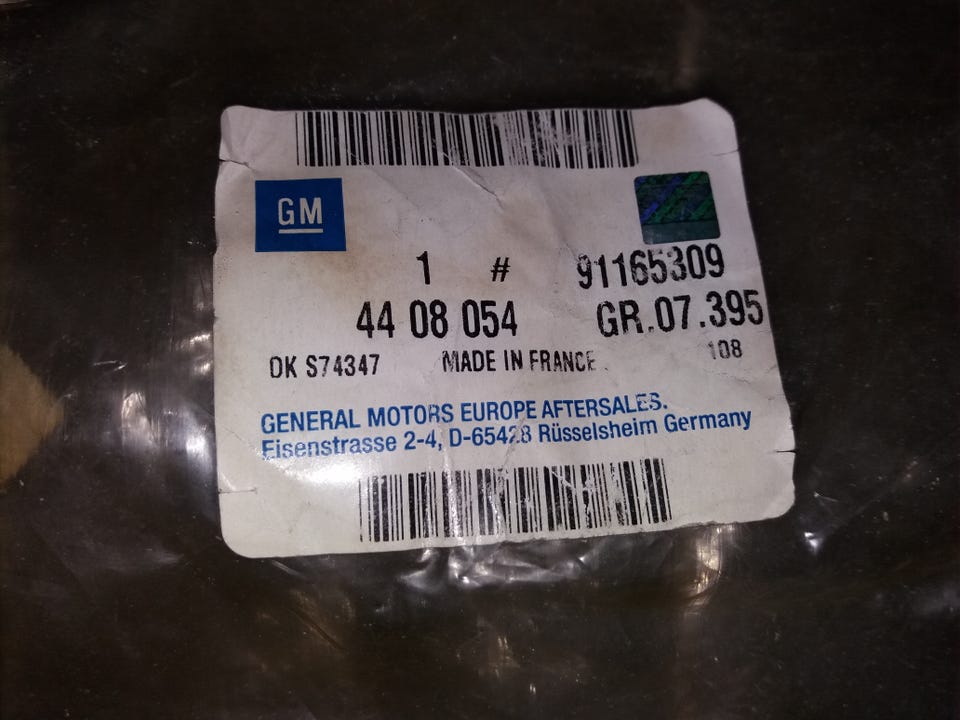 GM
1 # 91165309
44 08 054 GR.07.395
DK S74347 MADE IN FRANCE 108
GENERAL MOTORS EUROPE AFTERSALES.
Eisenstrasse 2-4, D-65428 Rüsselsheim Germany